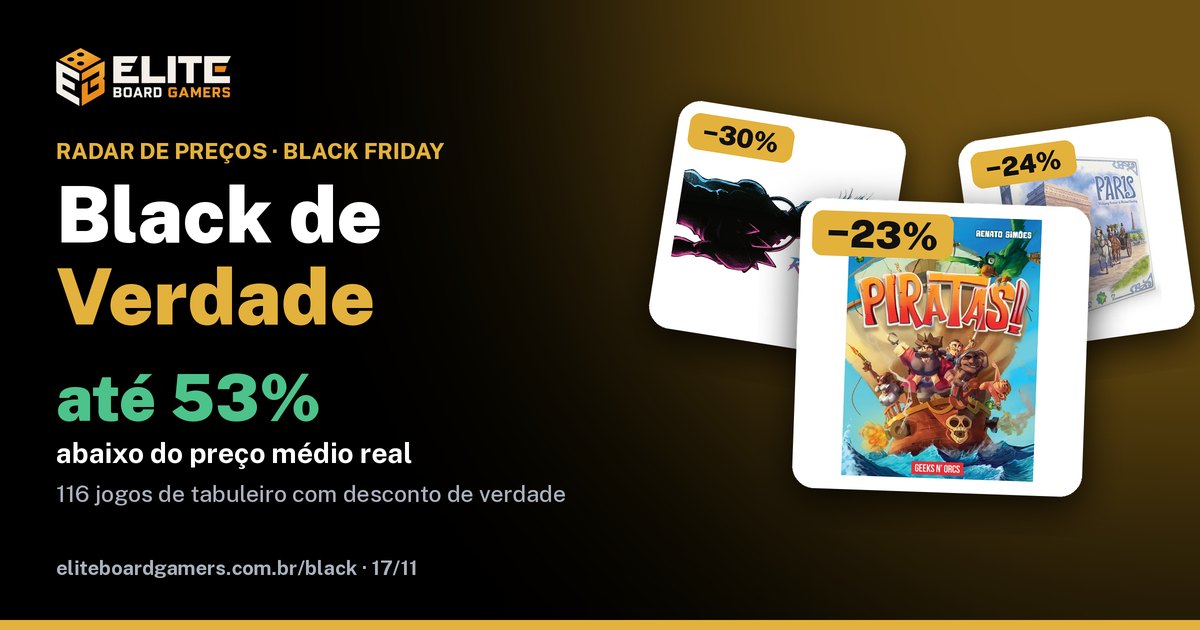 ELITE
BOARD GAMERS
RADAR DE PREÇOS · BLACK FRIDAY
Black de
Verdade
até 53%
abaixo do preço médio real
116 jogos de tabuleiro com desconto de verdade
eliteboardgamers.com.br/black · 17/11
−30%
−24%
PARIS
−23%
RENATO SIMÕES
PIRATAS!
GEEKS N' ORCS